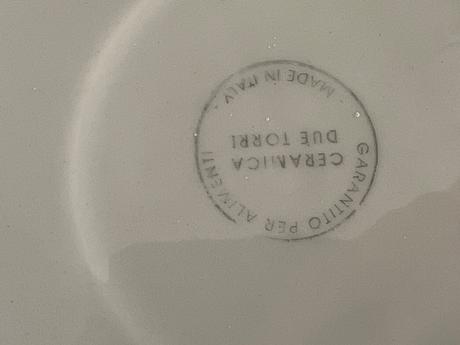 GARANTITO PER ALIMENTI
CERAMICA
DUE TORRI
- MADE IN ITALY -